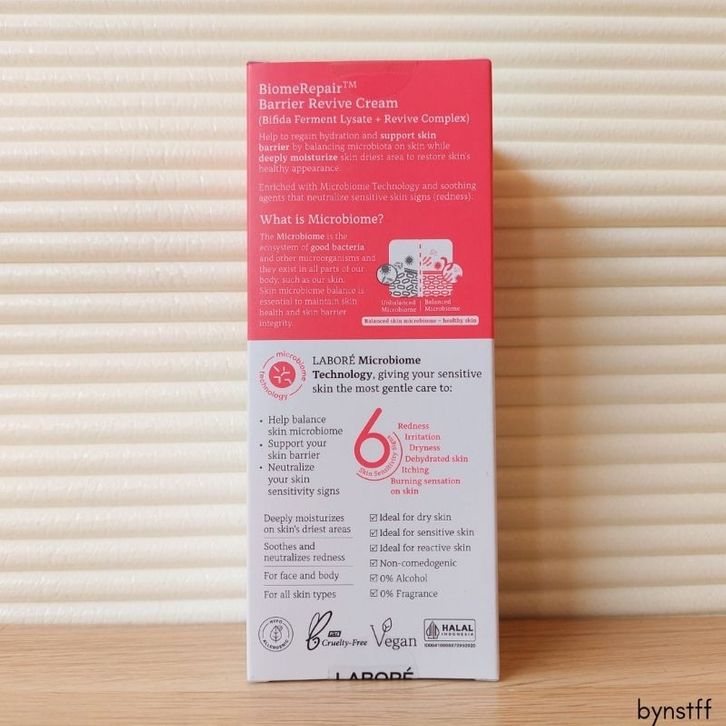 BiomeRepair™
Barrier Revive Cream
(Bifida Ferment Lysate + Revive Complex)
Help to regain hydration and support skin
barrier by balancing microbiota on skin while
deeply moisturize skin driest area to restore skin's
healthy appearance.
Enriched with Microbiome Technology and soothing
agents that neutralize sensitive skin signs (redness).
What is Microbiome?
The Microbiome is the
ecosystem of good bacteria
and other microorganisms and
they exist in all parts of our
body, such as our skin.
Skin microbiome balance is
essential to maintain skin
health and skin barrier
integrity.
Unbalanced
Microbiome
Balanced
Microbiome
Balanced skin microbiome = healthy skin
microbiome
technology
LABORÉ Microbiome
Technology, giving your sensitive
skin the most gentle care to:
• Help balance
skin microbiome
• Support your
skin barrier
• Neutralize
your skin
sensitivity signs
6
Skin Sensitivity Signs
Redness
Irritation
Dryness
Dehydrated skin
Itching
Burning sensation
on skin
Deeply moisturizes
on skin's driest areas
Soothes and
neutralizes redness
For face and body
For all skin types
☑ Ideal for dry skin
☑ Ideal for sensitive skin
☑ Ideal for reactive skin
☑ Non-comedogenic
☑ 0% Alcohol
☑ 0% Fragrance
HYPO
ALLERGENIC
Cruelty-Free
Vegan
HALAL
INDONESIA
LABORÉ
bynstff